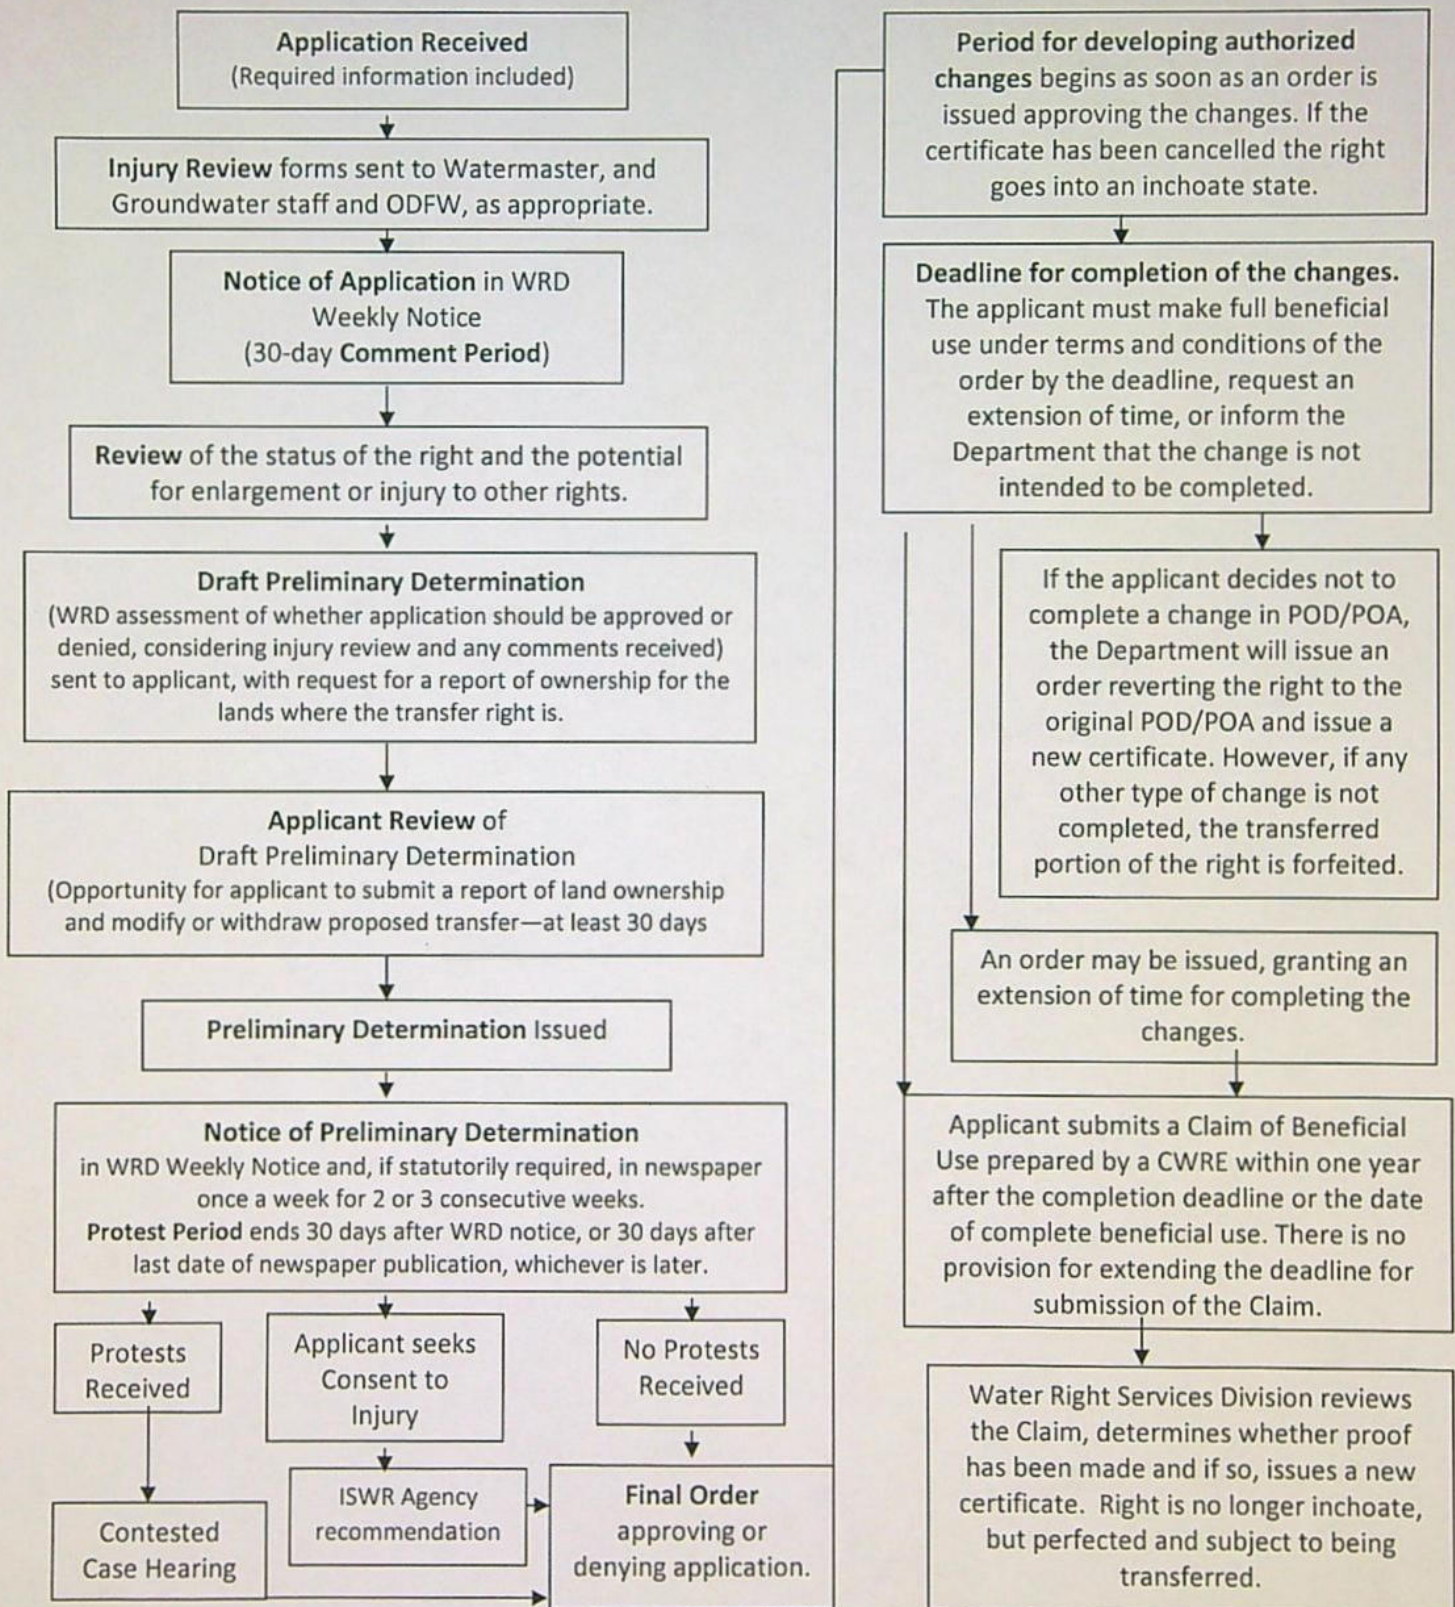 Application Received
(Required information included)
Injury Review forms sent to Watermaster, and
Groundwater staff and ODFW, as appropriate.
Notice of Application in WRD
Weekly Notice
(30-day Comment Period)
Review of the status of the right and the potential
for enlargement or injury to other rights.
Draft Preliminary Determination
(WRD assessment of whether application should be approved or
denied, considering injury review and any comments received)
sent to applicant, with request for a report of ownership for the
lands where the transfer right is.
Applicant Review of
Draft Preliminary Determination
(Opportunity for applicant to submit a report of land ownership
and modify or withdraw proposed transfer—at least 30 days
Preliminary Determination Issued
Notice of Preliminary Determination
in WRD Weekly Notice and, if statutorily required, in newspaper
once a week for 2 or 3 consecutive weeks.
Protest Period ends 30 days after WRD notice, or 30 days after
last date of newspaper publication, whichever is later.
Protests
Received
Applicant seeks
Consent to
Injury
No Protests
Received
Contested
Case Hearing
ISWR Agency
recommendation
Final Order
approving or
denying application.
Period for developing authorized
changes begins as soon as an order is
issued approving the changes. If the
certificate has been cancelled the right
goes into an inchoate state.
Deadline for completion of the changes.
The applicant must make full beneficial
use under terms and conditions of the
order by the deadline, request an
extension of time, or inform the
Department that the change is not
intended to be completed.
If the applicant decides not to
complete a change in POD/POA,
the Department will issue an
order reverting the right to the
original POD/POA and issue a
new certificate. However, if any
other type of change is not
completed, the transferred
portion of the right is forfeited.
An order may be issued, granting an
extension of time for completing the
changes.
Applicant submits a Claim of Beneficial
Use prepared by a CWRE within one year
after the completion deadline or the date
of complete beneficial use. There is no
provision for extending the deadline for
submission of the Claim.
Water Right Services Division reviews
the Claim, determines whether proof
has been made and if so, issues a new
certificate. Right is no longer inchoate,
but perfected and subject to being
transferred.